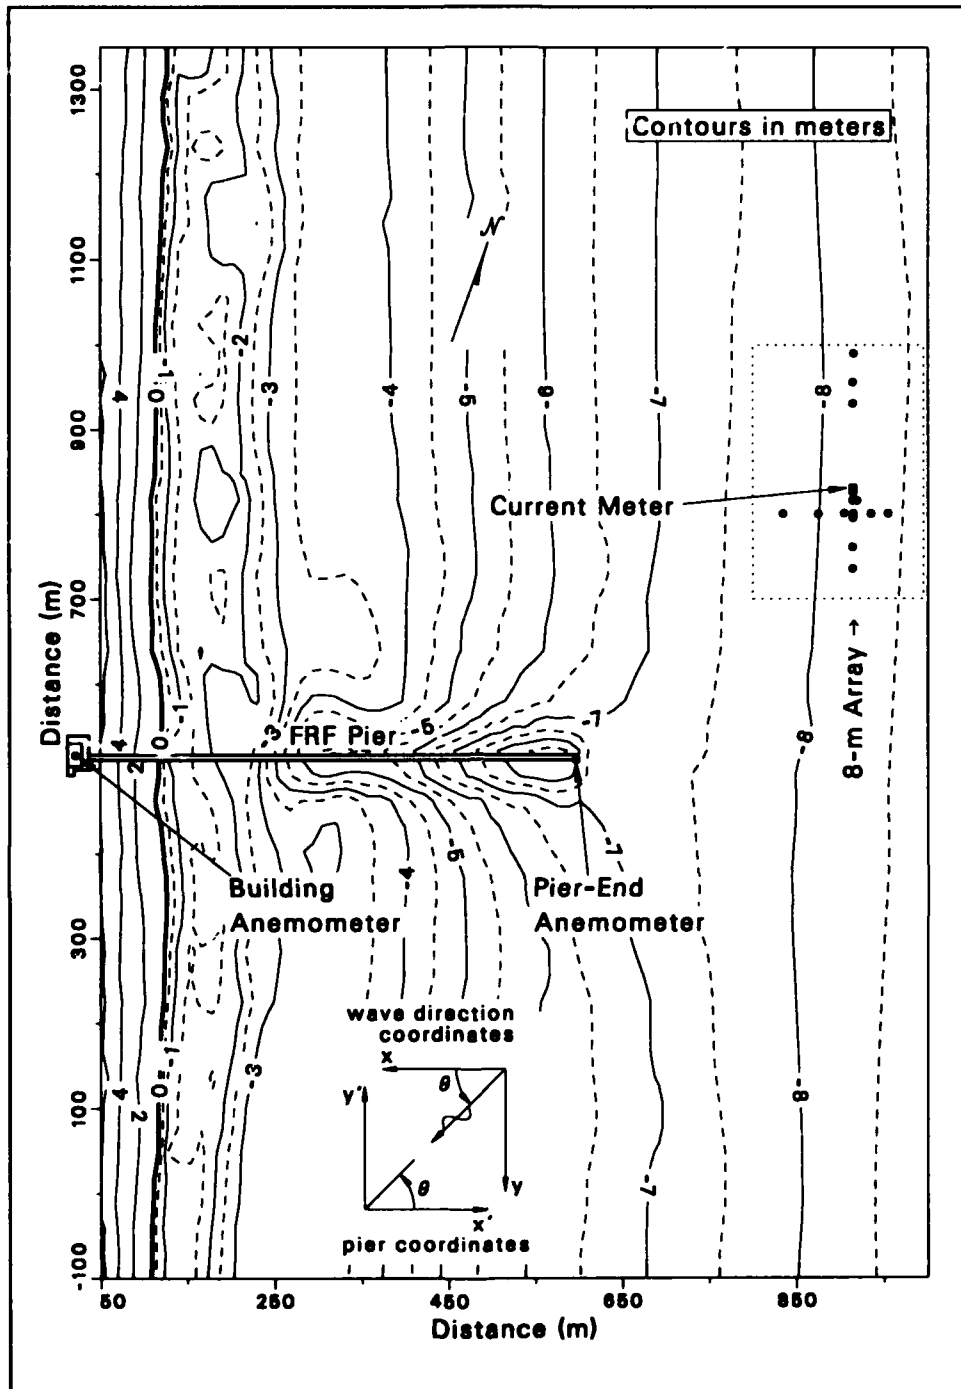 Contours in meters
1300
N
1100
-1
-2
-3
4
0
-4
-5
-6
-7
-8
900
Current Meter
700
Distance (m)
8-m Array →
-1
-3
FRF Pier
-5
-7
-8
4
2
0
Building
Anemometer
-4
-5
-7
Pier-End
Anemometer
300
wave direction
coordinates
x
θ
y'
y
θ
x'
pier coordinates
4
2
0
-1
-3
-7
-8
100
-100
50
250
450
650
850
Distance (m)